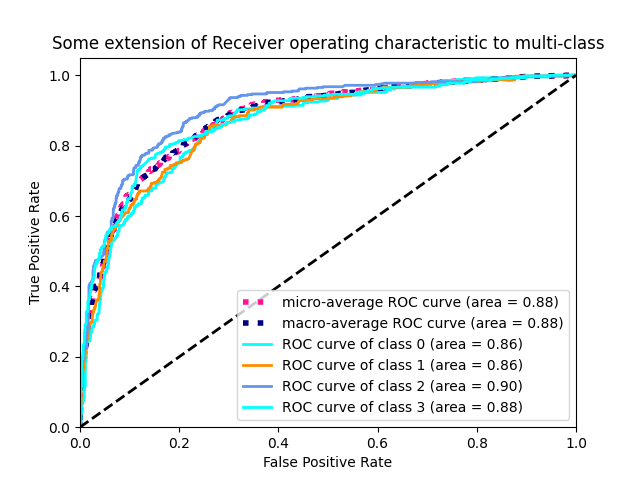 Some extension of Receiver operating characteristic to multi-class
1.0
0.8
0.6
0.4
0.2
0.0
True Positive Rate
micro-average ROC curve (area = 0.88)
macro-average ROC curve (area = 0.88)
ROC curve of class 0 (area = 0.86)
ROC curve of class 1 (area = 0.86)
ROC curve of class 2 (area = 0.90)
ROC curve of class 3 (area = 0.88)
0.0 0.2 0.4 0.6 0.8 1.0
False Positive Rate